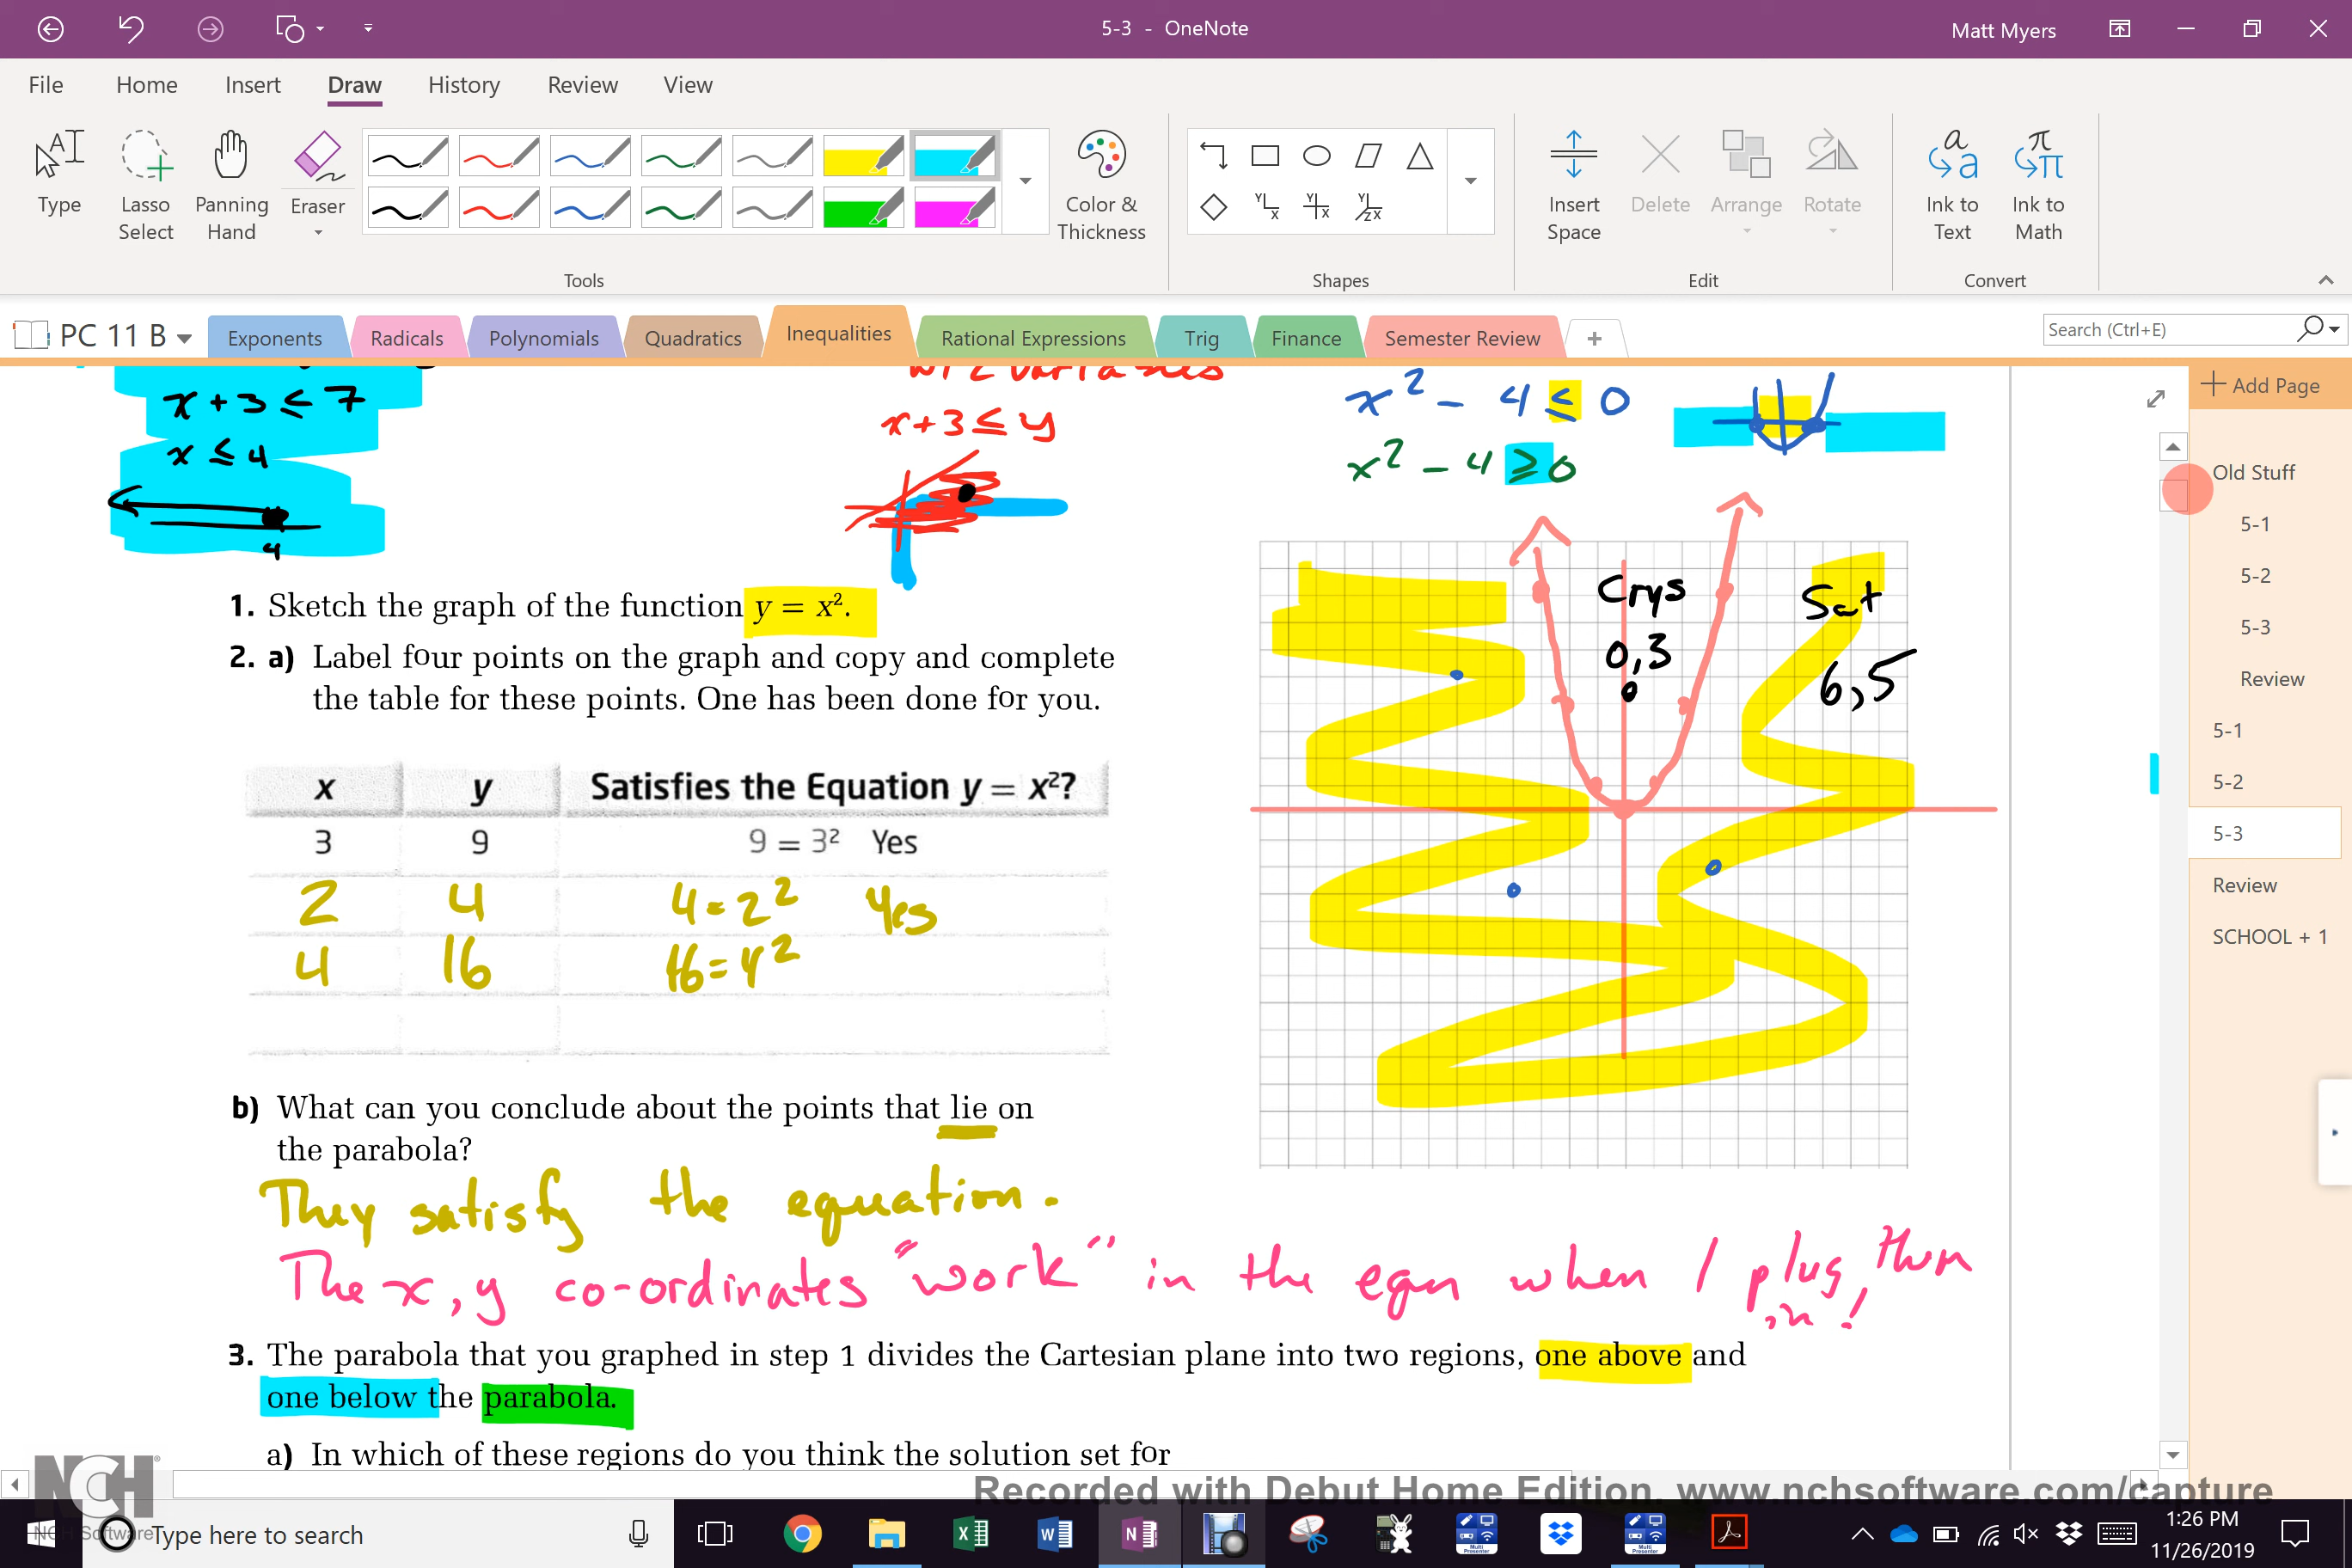 5-3 - OneNote
Matt Myers
File Home Insert Draw History Review View
Type
Lasso Select
Panning Hand
Eraser
Color & Thickness
Insert Space
Delete
Arrange
Rotate
Ink to Text
Ink to Math
Tools
Shapes
Edit
Convert
PC 11 B
Exponents Radicals Polynomials Quadratics Inequalities Rational Expressions Trig Finance Semester Review
Search (Ctrl+E)
Add Page
Old Stuff
5-1
5-2
5-3
Review
5-1
5-2
5-3
Review
SCHOOL + 1
x + 3 ≤ 7
x ≤ 4
4
variables
x + 3 ≤ y
x² - 4 ≤ 0
x² - 4 ≥ 0
1. Sketch the graph of the function y = x².
2. a) Label four points on the graph and copy and complete
the table for these points. One has been done for you.
x y Satisfies the Equation y = x²?
3 9 9 = 3² Yes
2 4 4 = 2² Yes
4 16 16 = 4²
Crys
0,3
Sat
6,5
b) What can you conclude about the points that lie on
the parabola?
They satisfy the equation.
The x, y co-ordinates "work" in the eqn when I plug them
in!
3. The parabola that you graphed in step 1 divides the Cartesian plane into two regions, one above and
one below the parabola.
a) In which of these regions do you think the solution set for
NCH
NCH Software
Recorded with Debut Home Edition. www.nchsoftware.com/capture
Type here to search
1:26 PM
11/26/2019